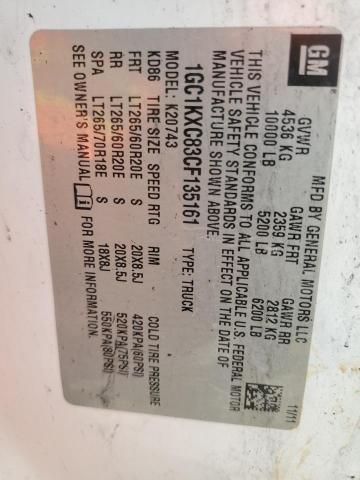 GM
MFD BY GENERAL MOTORS LLC 11/11
GVWR GAWR FRT GAWR RR
4536 KG 2359 KG 2812 KG
10000 LB 5200 LB 6200 LB
THIS VEHICLE CONFORMS TO ALL APPLICABLE U.S. FEDERAL MOTOR
VEHICLE SAFETY STANDARDS IN EFFECT ON THE DATE OF
MANUFACTURE SHOWN ABOVE.
1GC1KXC83CF135161 TYPE: TRUCK
MODEL: K20743
KD86 TIRE SIZE SPEED RTG RIM COLD TIRE PRESSURE
FRT LT265/60R20E S 20X8.5J 420KPA(60PSI)
RR LT265/60R20E S 20X8.5J 520KPA(75PSI)
SPA LT265/70R18E S 18X8J 550KPA(80PSI)
SEE OWNER'S MANUAL i FOR MORE INFORMATION.